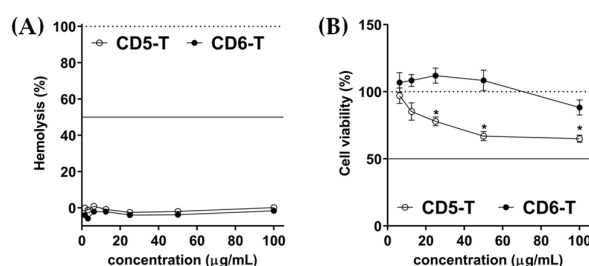 (A)
Hemolysis (%)
100
80
60
40
20
0
CD5-T CD6-T
0 20 40 60 80 100
concentration (µg/mL)
(B)
Cell viability (%)
150
100
50
0
* * *
CD5-T CD6-T
0 20 40 60 80 100
concentration (µg/mL)